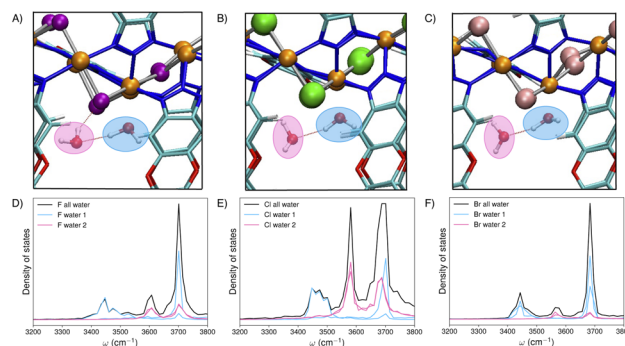 A)
B)
C)
D)
E)
F)
F all water
F water 1
F water 2
Cl all water
Cl water 1
Cl water 2
Br all water
Br water 1
Br water 2
Density of states
Density of states
Density of states
3200 3300 3400 3500 3600 3700 3800
3200 3300 3400 3500 3600 3700 3800
3200 3300 3400 3500 3600 3700 3800
ω (cm⁻¹)
ω (cm⁻¹)
ω (cm⁻¹)